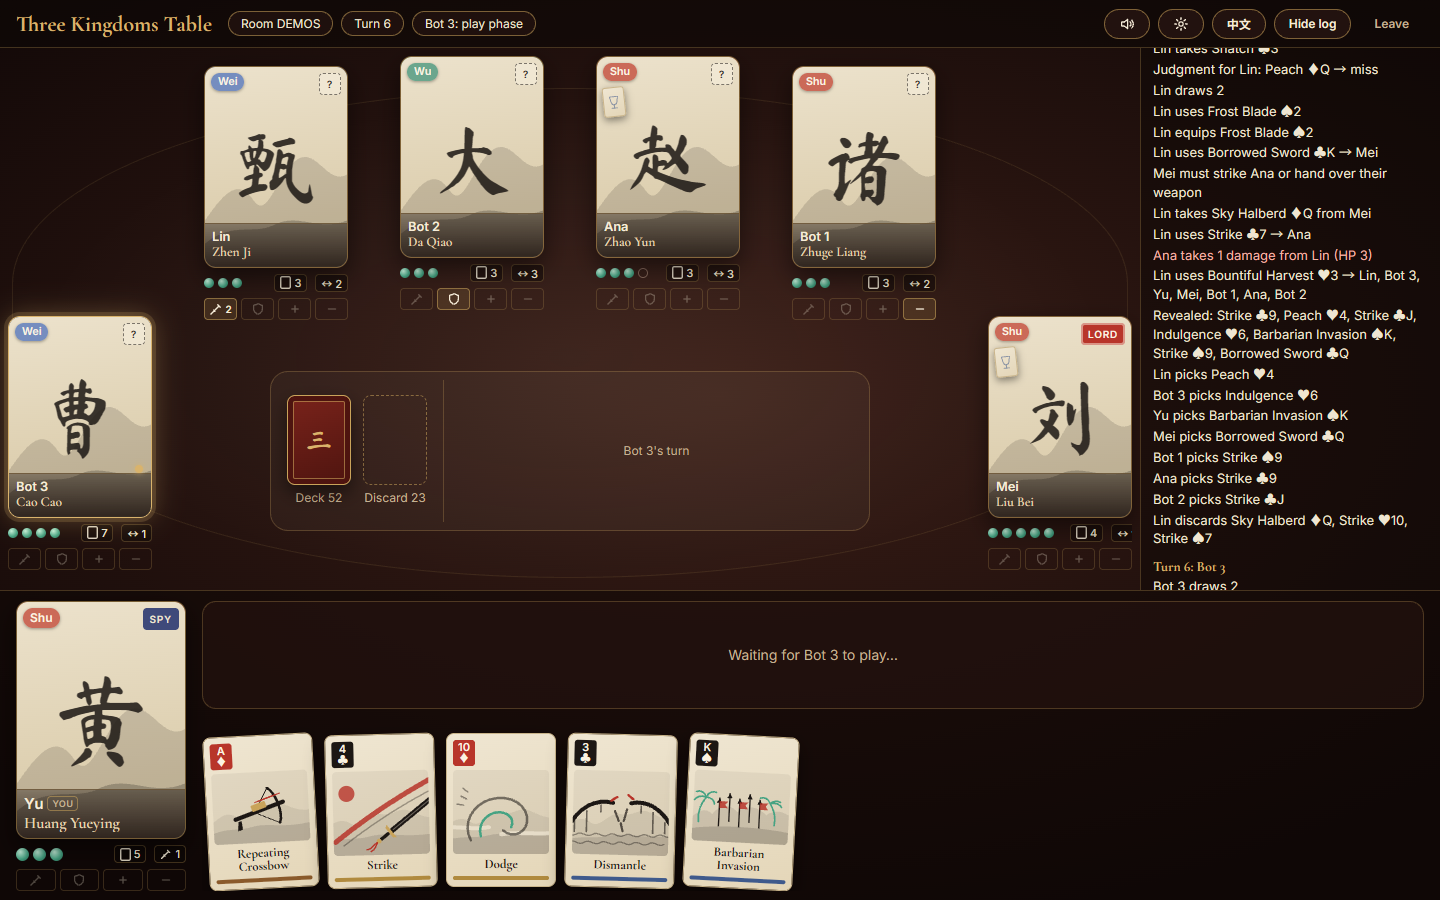 Three Kingdoms Table
Room DEMOS
Turn 6
Bot 3: play phase
中文
Hide log
Leave
Wei
?
甄
Lin
Zhen Ji
3
2
2
Wu
?
大
Bot 2
Da Qiao
3
3
Shu
?
赵
Ana
Zhao Yun
3
3
Shu
?
诸
Bot 1
Zhuge Liang
3
2
Wei
?
曹
Bot 3
Cao Cao
7
1
三
Deck 52
Discard 23
Bot 3's turn
Shu
LORD
刘
Mei
Liu Bei
4
Lin takes Snatch ♣3
Judgment for Lin: Peach ♦Q → miss
Lin draws 2
Lin uses Frost Blade ♠2
Lin equips Frost Blade ♠2
Lin uses Borrowed Sword ♣K → Mei
Mei must strike Ana or hand over their
weapon
Lin takes Sky Halberd ♦Q from Mei
Lin uses Strike ♣7 → Ana
Ana takes 1 damage from Lin (HP 3)
Lin uses Bountiful Harvest ♥3 → Lin, Bot 3,
Yu, Mei, Bot 1, Ana, Bot 2
Revealed: Strike ♣9, Peach ♥4, Strike ♣J,
Indulgence ♥6, Barbarian Invasion ♠K,
Strike ♠9, Borrowed Sword ♣Q
Lin picks Peach ♥4
Bot 3 picks Indulgence ♥6
Yu picks Barbarian Invasion ♠K
Mei picks Borrowed Sword ♣Q
Bot 1 picks Strike ♠9
Ana picks Strike ♣9
Bot 2 picks Strike ♣J
Lin discards Sky Halberd ♦Q, Strike ♥10,
Strike ♠7
Turn 6: Bot 3
Bot 3 draws 2
Shu
SPY
黄
Yu YOU
Huang Yueying
5
1
Waiting for Bot 3 to play...
A
♦
Repeating
Crossbow
4
♣
Strike
10
♦
Dodge
3
♣
Dismantle
K
♠
Barbarian
Invasion